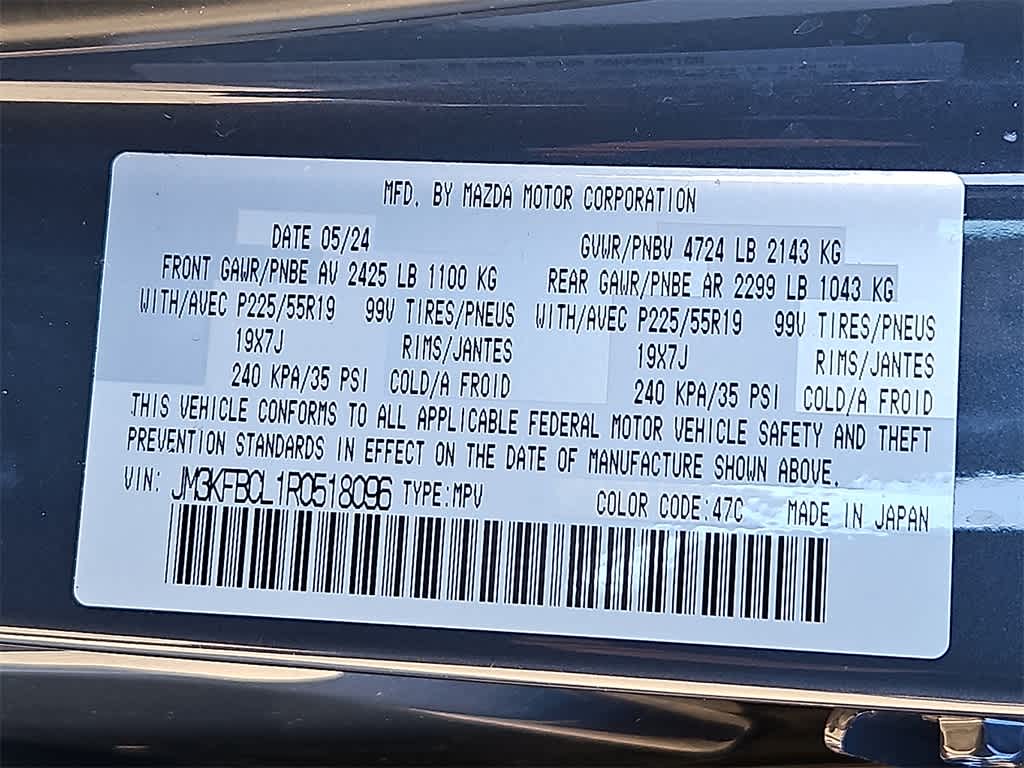 MFD. BY MAZDA MOTOR CORPORATION
DATE 05/24 GVWR/PNBV 4724 LB 2143 KG
FRONT GAWR/PNBE AV 2425 LB 1100 KG REAR GAWR/PNBE AR 2299 LB 1043 KG
WITH/AVEC P225/55R19 99V TIRES/PNEUS WITH/AVEC P225/55R19 99V TIRES/PNEUS
19X7J RIMS/JANTES 19X7J RIMS/JANTES
240 KPA/35 PSI COLD/A FROID 240 KPA/35 PSI COLD/A FROID
THIS VEHICLE CONFORMS TO ALL APPLICABLE FEDERAL MOTOR VEHICLE SAFETY AND THEFT
PREVENTION STANDARDS IN EFFECT ON THE DATE OF MANUFACTURE SHOWN ABOVE.
VIN: JM3KFBCL1R0518096 TYPE:MPV COLOR CODE:47C MADE IN JAPAN